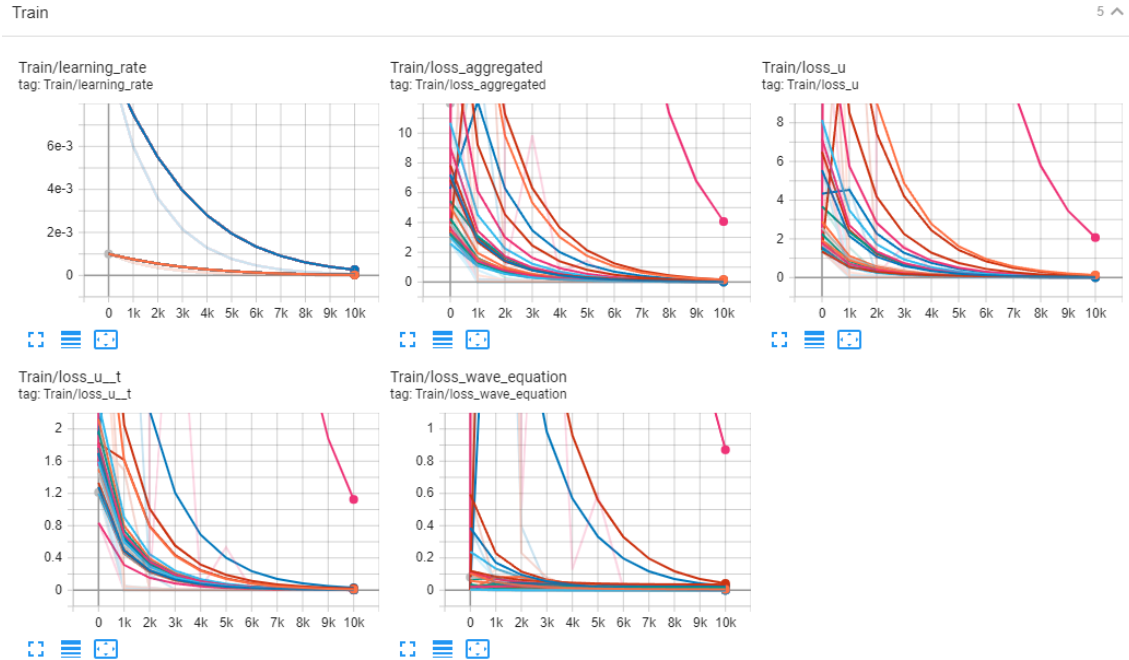 Train
5
Train/learning_rate
tag: Train/learning_rate
6e-3
4e-3
2e-3
0
0 1k 2k 3k 4k 5k 6k 7k 8k 9k 10k
Train/loss_aggregated
tag: Train/loss_aggregated
10
8
6
4
2
0
0 1k 2k 3k 4k 5k 6k 7k 8k 9k 10k
Train/loss_u
tag: Train/loss_u
8
6
4
2
0
0 1k 2k 3k 4k 5k 6k 7k 8k 9k 10k
Train/loss_u__t
tag: Train/loss_u__t
2
1.6
1.2
0.8
0.4
0
0 1k 2k 3k 4k 5k 6k 7k 8k 9k 10k
Train/loss_wave_equation
tag: Train/loss_wave_equation
1
0.8
0.6
0.4
0.2
0
0 1k 2k 3k 4k 5k 6k 7k 8k 9k 10k